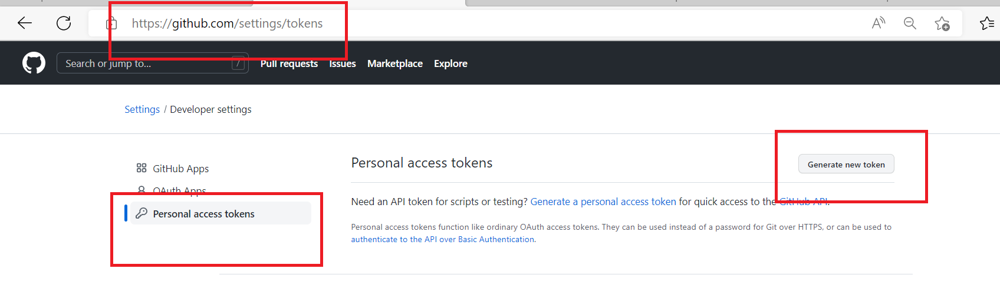 https://github.com/settings/tokens
Search or jump to... /
Pull requests Issues Marketplace Explore
Settings / Developer settings
GitHub Apps
OAuth Apps
Personal access tokens
Personal access tokens
Generate new token
Need an API token for scripts or testing? Generate a personal access token for quick access to the GitHub API.
Personal access tokens function like ordinary OAuth access tokens. They can be used instead of a password for Git over HTTPS, or can be used to
authenticate to the API over Basic Authentication.